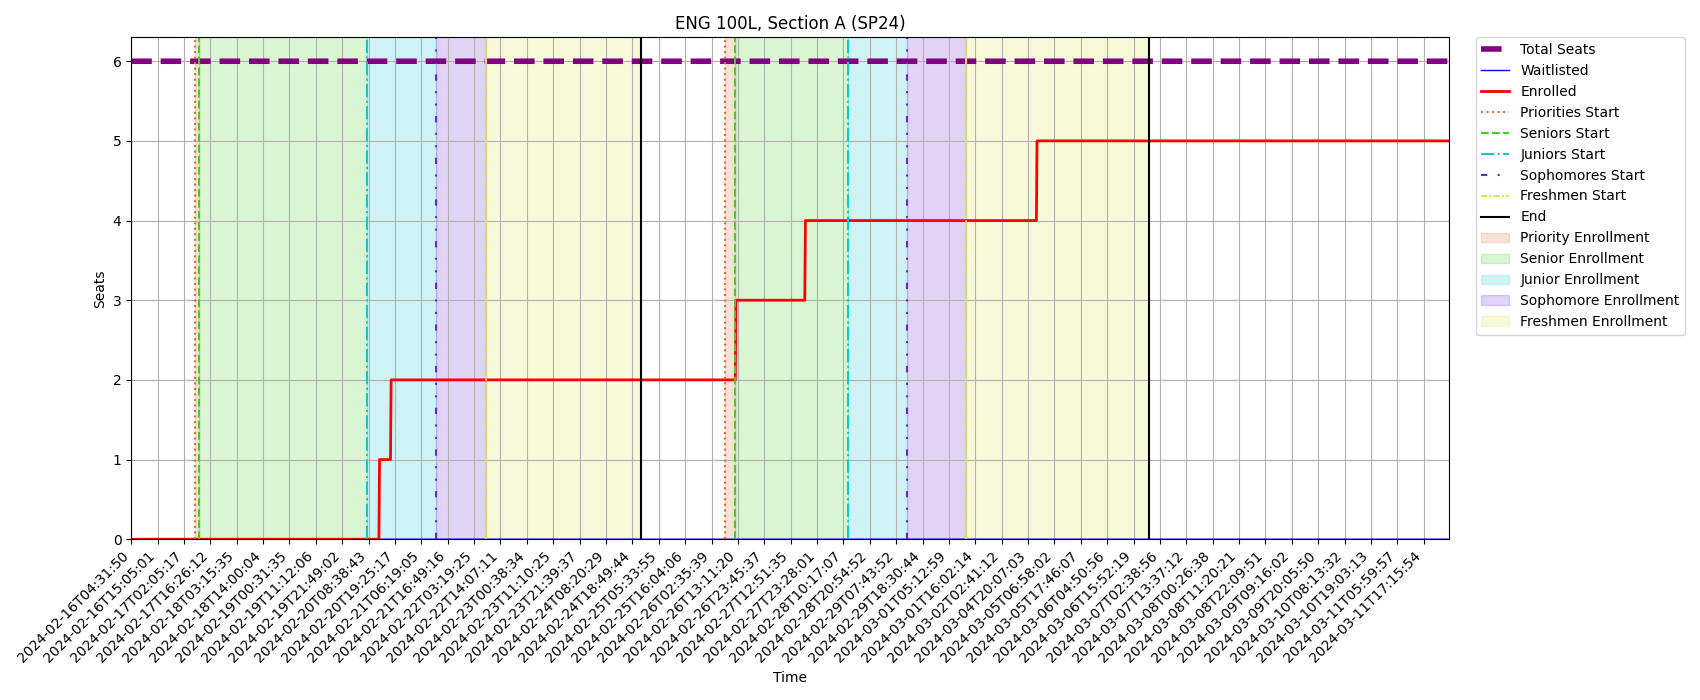 ENG 100L, Section A (SP24)
Seats
6
5
4
3
2
1
0
2024-02-16T04:31:50
2024-02-16T15:05:01
2024-02-17T02:05:17
2024-02-17T16:26:12
2024-02-18T03:15:35
2024-02-18T14:00:04
2024-02-19T00:31:35
2024-02-19T11:12:06
2024-02-19T21:49:02
2024-02-20T08:38:43
2024-02-20T19:25:17
2024-02-21T06:19:05
2024-02-21T16:49:16
2024-02-22T03:19:25
2024-02-22T14:07:11
2024-02-23T00:38:34
2024-02-23T11:10:25
2024-02-23T21:39:37
2024-02-24T08:20:29
2024-02-24T18:49:44
2024-02-25T05:33:55
2024-02-25T16:04:06
2024-02-26T02:35:39
2024-02-26T13:11:20
2024-02-26T23:45:37
2024-02-27T12:51:35
2024-02-27T23:28:01
2024-02-28T10:17:07
2024-02-28T20:54:52
2024-02-29T07:43:52
2024-02-29T18:30:44
2024-03-01T05:12:59
2024-03-01T16:02:14
2024-03-02T02:41:12
2024-03-04T20:07:03
2024-03-05T06:58:02
2024-03-05T17:46:07
2024-03-06T04:50:56
2024-03-06T15:52:19
2024-03-07T02:38:56
2024-03-07T13:37:12
2024-03-08T00:26:38
2024-03-08T11:20:21
2024-03-08T22:09:51
2024-03-09T09:16:02
2024-03-09T20:05:50
2024-03-10T08:13:32
2024-03-10T19:03:13
2024-03-11T05:59:57
2024-03-11T17:15:54
Time
Total Seats
Waitlisted
Enrolled
Priorities Start
Seniors Start
Juniors Start
Sophomores Start
Freshmen Start
End
Priority Enrollment
Senior Enrollment
Junior Enrollment
Sophomore Enrollment
Freshmen Enrollment